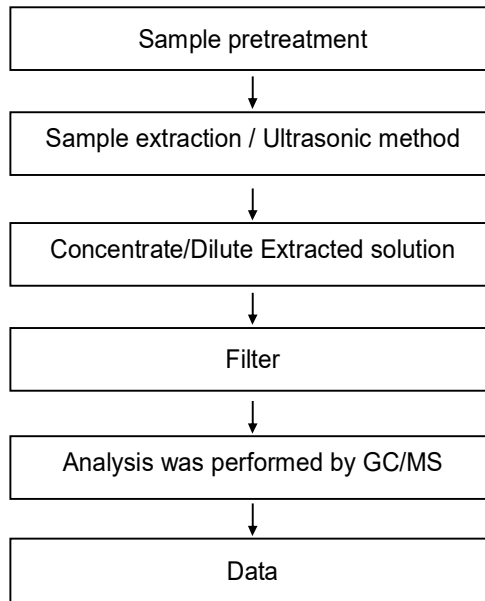 Sample pretreatment
Sample extraction / Ultrasonic method
Concentrate/Dilute Extracted solution
Filter
Analysis was performed by GC/MS
Data